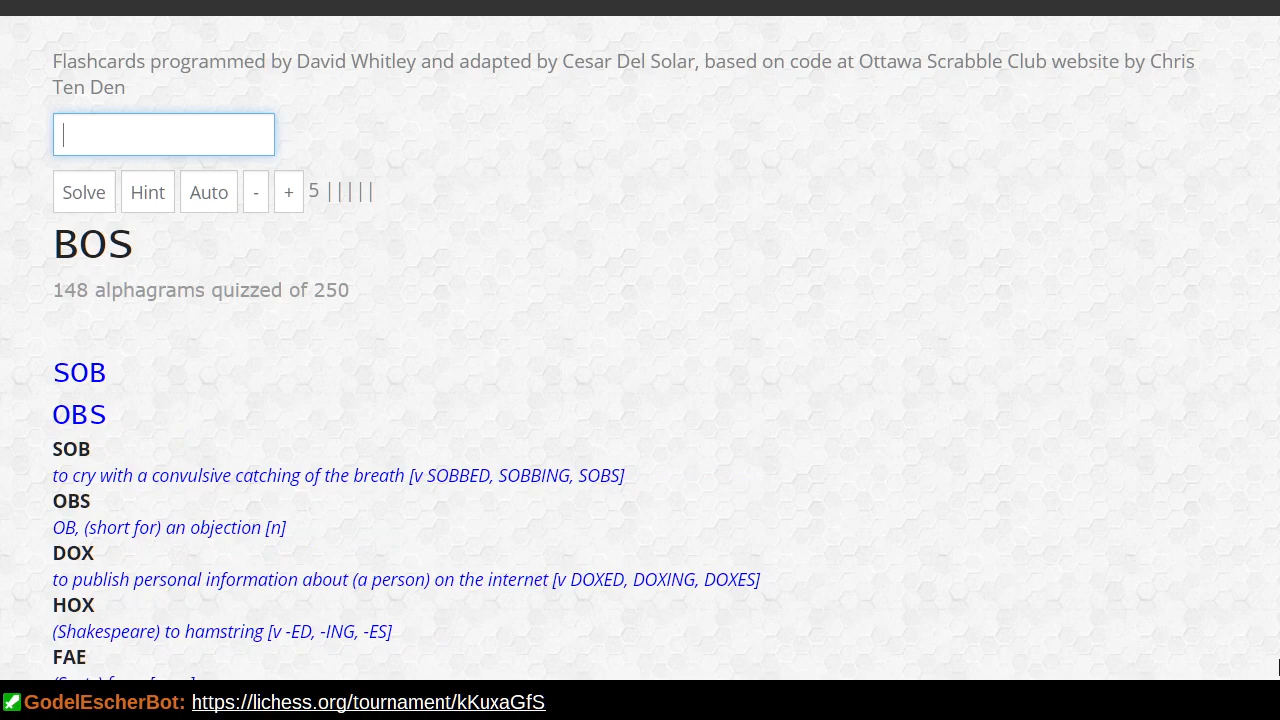 Flashcards programmed by David Whitley and adapted by Cesar Del Solar, based on code at Ottawa Scrabble Club website by Chris
Ten Den
Solve Hint Auto - + 5 |||||
BOS
148 alphagrams quizzed of 250
SOB
OBS
SOB
to cry with a convulsive catching of the breath [v SOBBED, SOBBING, SOBS]
OBS
OB, (short for) an objection [n]
DOX
to publish personal information about (a person) on the internet [v DOXED, DOXING, DOXES]
HOX
(Shakespeare) to hamstring [v -ED, -ING, -ES]
FAE
GodelEscherBot: https://lichess.org/tournament/kKuxaGfS